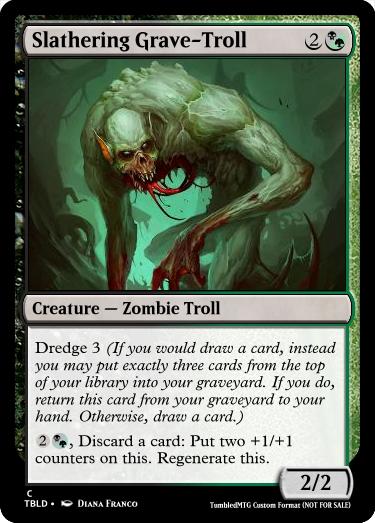 Slathering Grave-Troll 2
Creature — Zombie Troll
Dredge 3 (If you would draw a card, instead
you may put exactly three cards from the
top of your library into your graveyard. If you do,
return this card from your graveyard to your
hand. Otherwise, draw a card.)
2, Discard a card: Put two +1/+1
counters on this. Regenerate this.
2/2
C
TBLD • Diana Franco
TumbledMTG Custom Format (NOT FOR SALE)